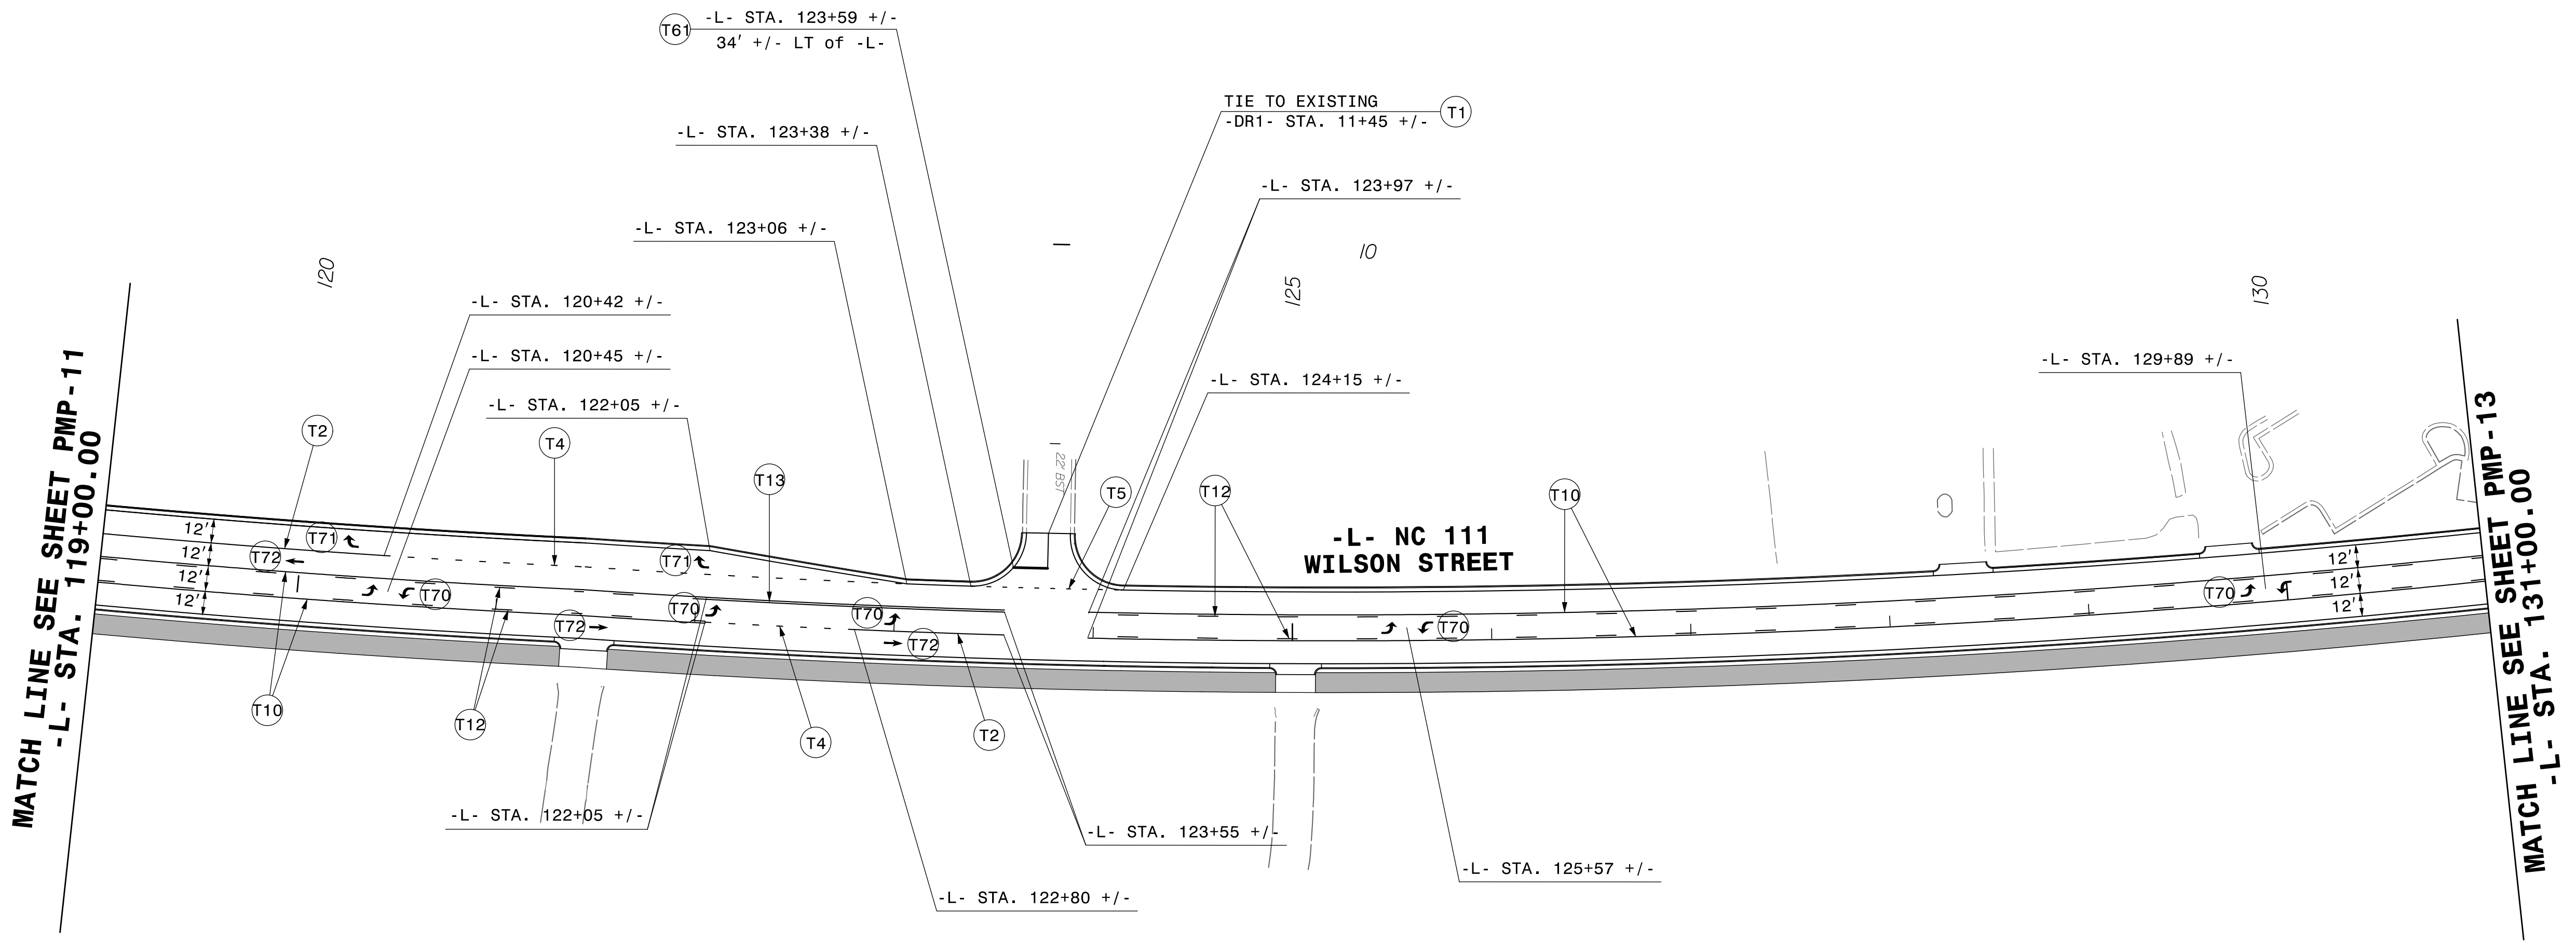 T61
-L- STA. 123+59 +/-
34' +/- LT of -L-
TIE TO EXISTING
-DR1- STA. 11+45 +/-
T1
-L- STA. 123+38 +/-
-L- STA. 123+97 +/-
-L- STA. 123+06 +/-
120
10
125
130
-L- STA. 120+42 +/-
-L- STA. 120+45 +/-
-L- STA. 122+05 +/-
-L- STA. 124+15 +/-
-L- STA. 129+89 +/-
MATCH LINE SEE SHEET PMP-11
-L- STA. 119+00.00
T2
T4
T13
22' BST
T5
T12
T10
-L- NC 111
WILSON STREET
MATCH LINE SEE SHEET PMP-13
-L- STA. 131+00.00
12'
12'
12'
12'
T71
T72
T70
T71
T70
T72
T70
T72
T70
T70
12'
12'
12'
T10
T12
T4
T2
-L- STA. 122+05 +/-
-L- STA. 123+55 +/-
-L- STA. 122+80 +/-
-L- STA. 125+57 +/-